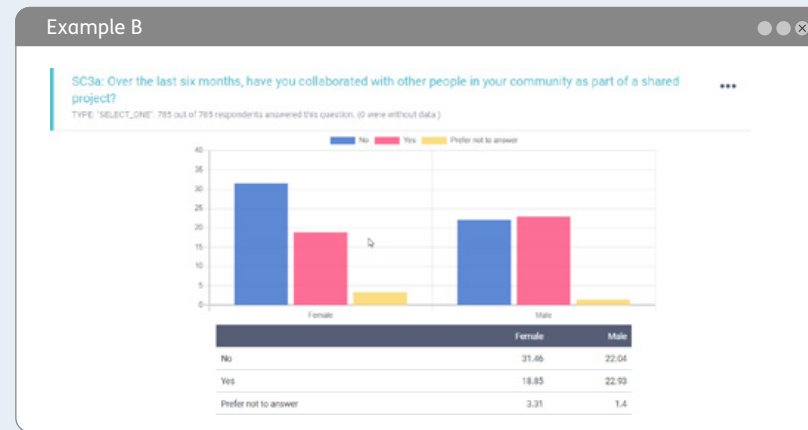 Example B
SC3a: Over the last six months, have you collaborated with other people in your community as part of a shared
project?
TYPE: "SELECT_ONE". 785 out of 785 respondents answered this question. (0 were without data.)
No Yes Prefer not to answer
40
35
30
25
20
15
10
5
0
Female Male
Female Male
No 31.46 22.04
Yes 18.85 22.93
Prefer not to answer 3.31 1.4